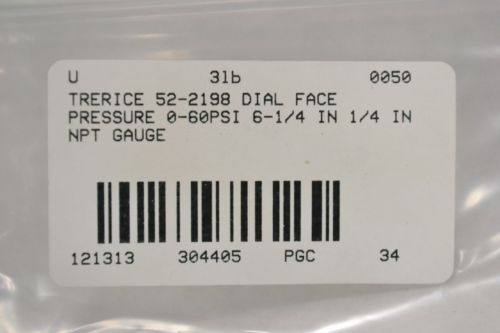 U 3lb 0050
TRERICE 52-2198 DIAL FACE
PRESSURE 0-60PSI 6-1/4 IN 1/4 IN
NPT GAUGE
121313 304405 PGC 34